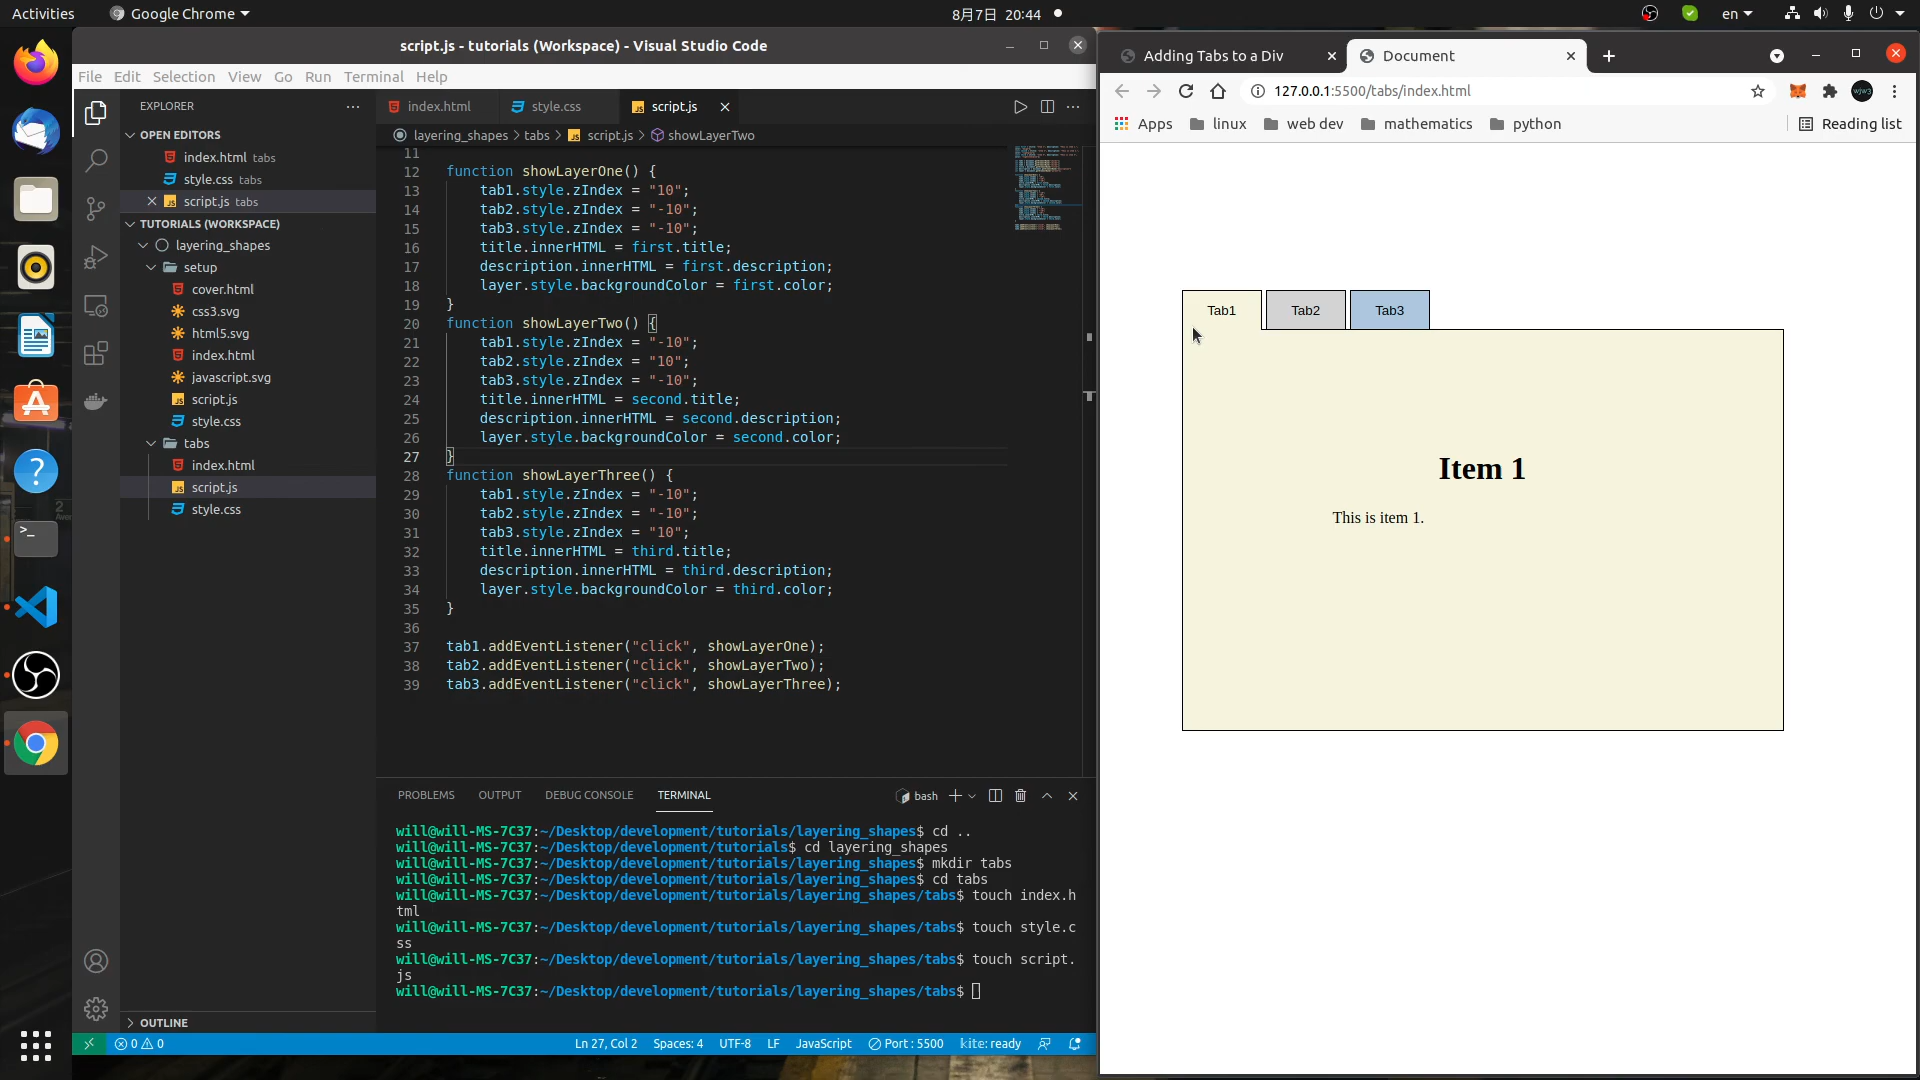 Activities
Google Chrome
8月7日 20:44
en
script.js - tutorials (Workspace) - Visual Studio Code
File Edit Selection View Go Run Terminal Help
EXPLORER
OPEN EDITORS
index.html tabs
style.css tabs
script.js tabs
TUTORIALS (WORKSPACE)
layering_shapes
setup
cover.html
css3.svg
html5.svg
index.html
javascript.svg
script.js
style.css
tabs
index.html
script.js
style.css
OUTLINE
index.html
style.css
script.js
layering_shapes > tabs > script.js > showLayerTwo
11
12 function showLayerOne() {
13 tab1.style.zIndex = "10";
14 tab2.style.zIndex = "-10";
15 tab3.style.zIndex = "-10";
16 title.innerHTML = first.title;
17 description.innerHTML = first.description;
18 layer.style.backgroundColor = first.color;
19 }
20 function showLayerTwo() {
21 tab1.style.zIndex = "-10";
22 tab2.style.zIndex = "10";
23 tab3.style.zIndex = "-10";
24 title.innerHTML = second.title;
25 description.innerHTML = second.description;
26 layer.style.backgroundColor = second.color;
27 }
28 function showLayerThree() {
29 tab1.style.zIndex = "-10";
30 tab2.style.zIndex = "-10";
31 tab3.style.zIndex = "10";
32 title.innerHTML = third.title;
33 description.innerHTML = third.description;
34 layer.style.backgroundColor = third.color;
35 }
36
37 tab1.addEventListener("click", showLayerOne);
38 tab2.addEventListener("click", showLayerTwo);
39 tab3.addEventListener("click", showLayerThree);
PROBLEMS OUTPUT DEBUG CONSOLE TERMINAL
bash
will@will-MS-7C37:~/Desktop/development/tutorials/layering_shapes$ cd ..
will@will-MS-7C37:~/Desktop/development/tutorials$ cd layering_shapes
will@will-MS-7C37:~/Desktop/development/tutorials/layering_shapes$ mkdir tabs
will@will-MS-7C37:~/Desktop/development/tutorials/layering_shapes$ cd tabs
will@will-MS-7C37:~/Desktop/development/tutorials/layering_shapes/tabs$ touch index.h
tml
will@will-MS-7C37:~/Desktop/development/tutorials/layering_shapes/tabs$ touch style.c
ss
will@will-MS-7C37:~/Desktop/development/tutorials/layering_shapes/tabs$ touch script.
js
will@will-MS-7C37:~/Desktop/development/tutorials/layering_shapes/tabs$
0 0
Ln 27, Col 2 Spaces: 4 UTF-8 LF JavaScript Port : 5500 kite: ready
Adding Tabs to a Div
Document
127.0.0.1:5500/tabs/index.html
wjw3
Apps linux web dev mathematics python
Reading list
Tab1 Tab2 Tab3
Item 1
This is item 1.